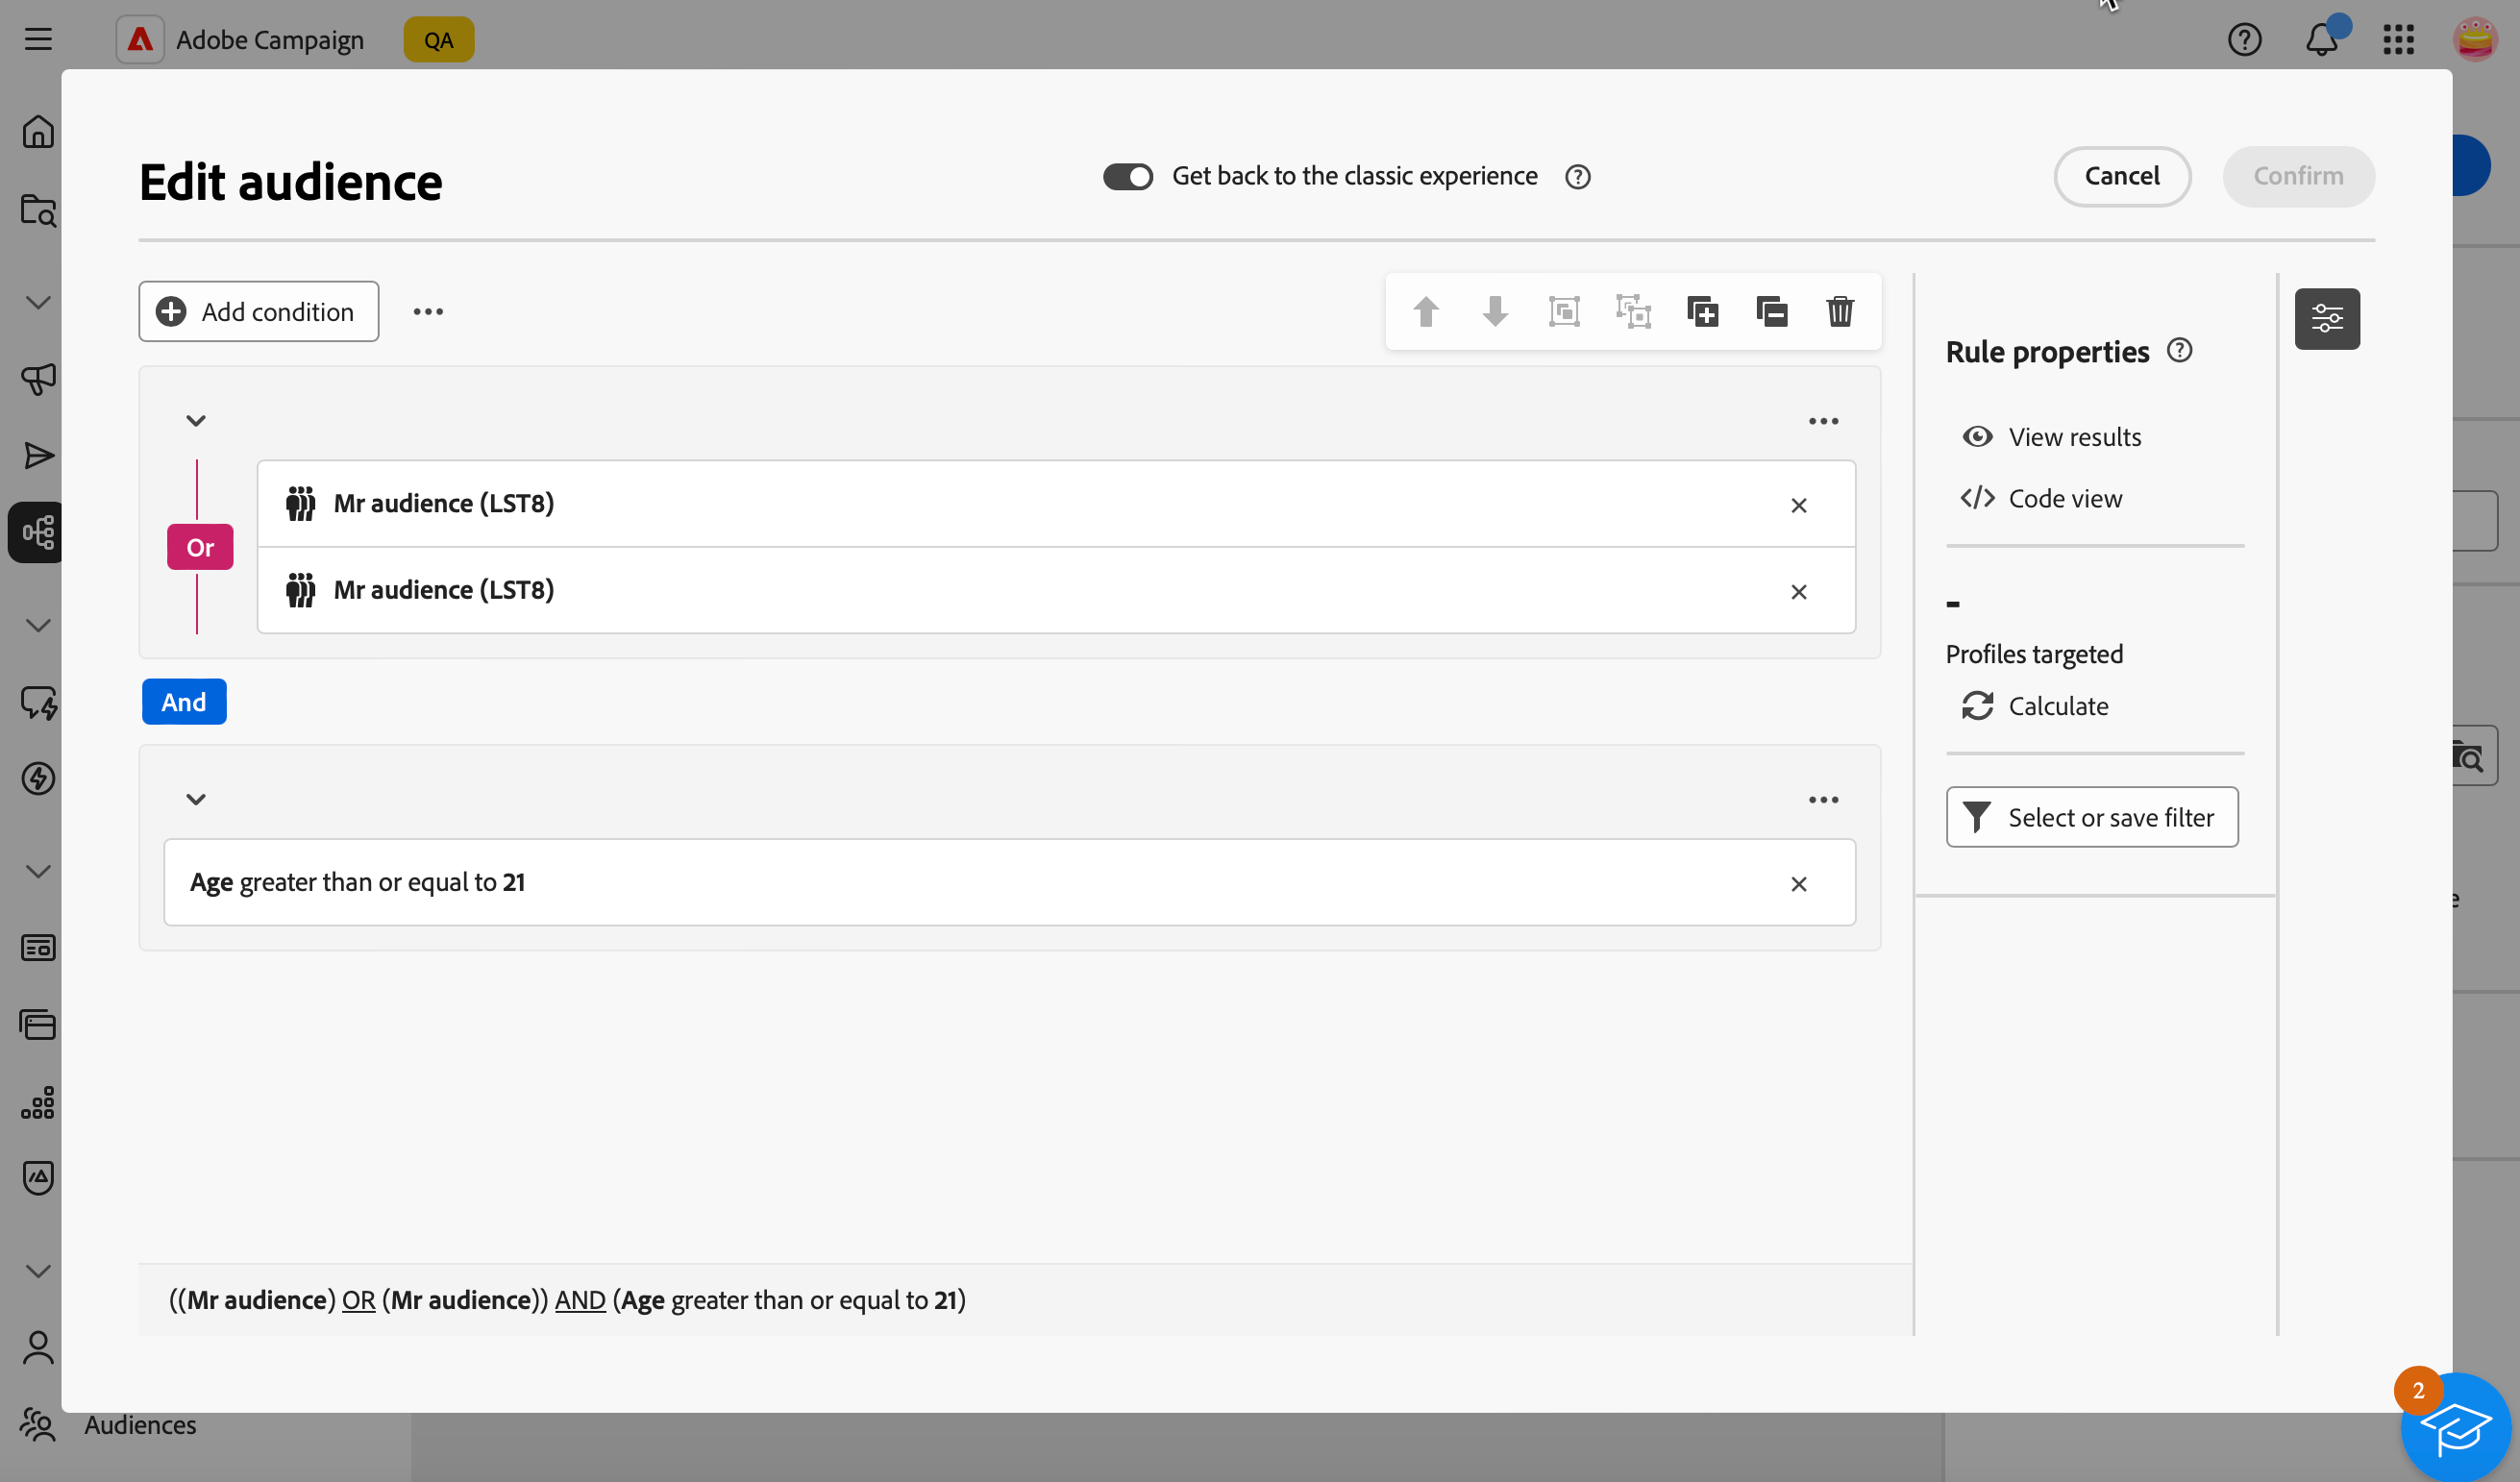 Adobe Campaign
QA
Edit audience
Get back to the classic experience
Cancel
Confirm
Add condition
Rule properties
View results
Code view
Mr audience (LST8)
Or
Mr audience (LST8)
-
Profiles targeted
Calculate
And
Select or save filter
Age greater than or equal to 21
e
((Mr audience) OR (Mr audience)) AND (Age greater than or equal to 21)
2
Audiences